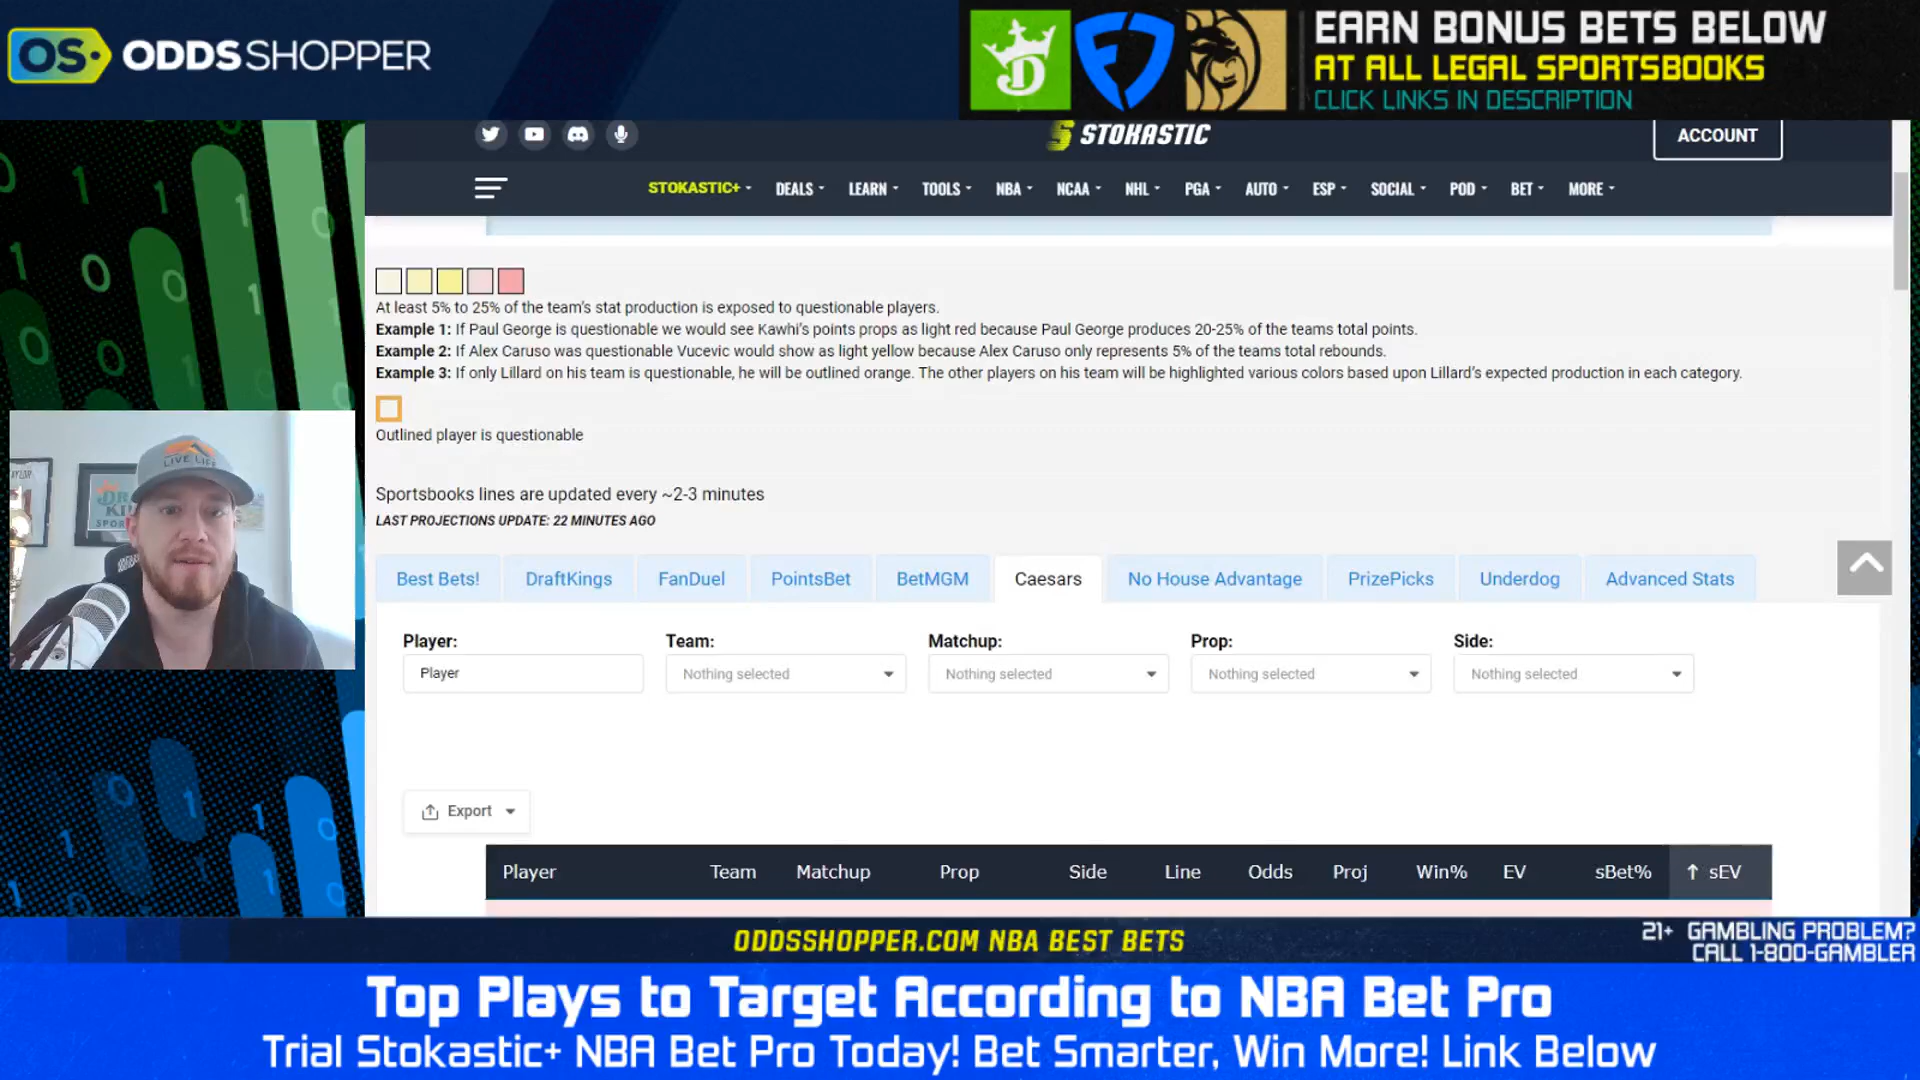 OS ODDSSHOPPER
EARN BONUS BETS BELOW
AT ALL LEGAL SPORTSBOOKS
CLICK LINKS IN DESCRIPTION
STOKASTIC
ACCOUNT
STOKASTIC+ DEALS LEARN TOOLS NBA NCAA NHL PGA AUTO ESP SOCIAL POD BET MORE
At least 5% to 25% of the team's stat production is exposed to questionable players.
Example 1: If Paul George is questionable we would see Kawhi's points props as light red because Paul George produces 20-25% of the teams total points.
Example 2: If Alex Caruso was questionable Vucevic would show as light yellow because Alex Caruso only represents 5% of the teams total rebounds.
Example 3: If only Lillard on his team is questionable, he will be outlined orange. The other players on his team will be highlighted various colors based upon Lillard's expected production in each category.
Outlined player is questionable
Sportsbooks lines are updated every ~2-3 minutes
LAST PROJECTIONS UPDATE: 22 MINUTES AGO
Best Bets! DraftKings FanDuel PointsBet BetMGM Caesars No House Advantage PrizePicks Underdog Advanced Stats
Player: Team: Matchup: Prop: Side:
Player Nothing selected Nothing selected Nothing selected Nothing selected
Export
Player Team Matchup Prop Side Line Odds Proj Win% EV sBet% ↑ sEV
LIVE LIFE
ODDSSHOPPER.COM NBA BEST BETS
21+ GAMBLING PROBLEM?
CALL 1-800-GAMBLER
Top Plays to Target According to NBA Bet Pro
Trial Stokastic+ NBA Bet Pro Today! Bet Smarter, Win More! Link Below